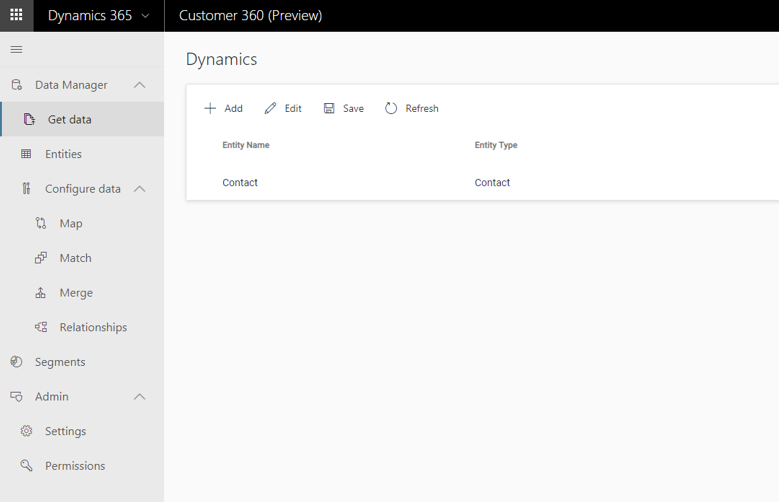 Dynamics 365
Customer 360 (Preview)
Data Manager
Get data
Entities
Configure data
Map
Match
Merge
Relationships
Segments
Admin
Settings
Permissions
Dynamics
Add Edit Save Refresh
Entity Name Entity Type
Contact Contact